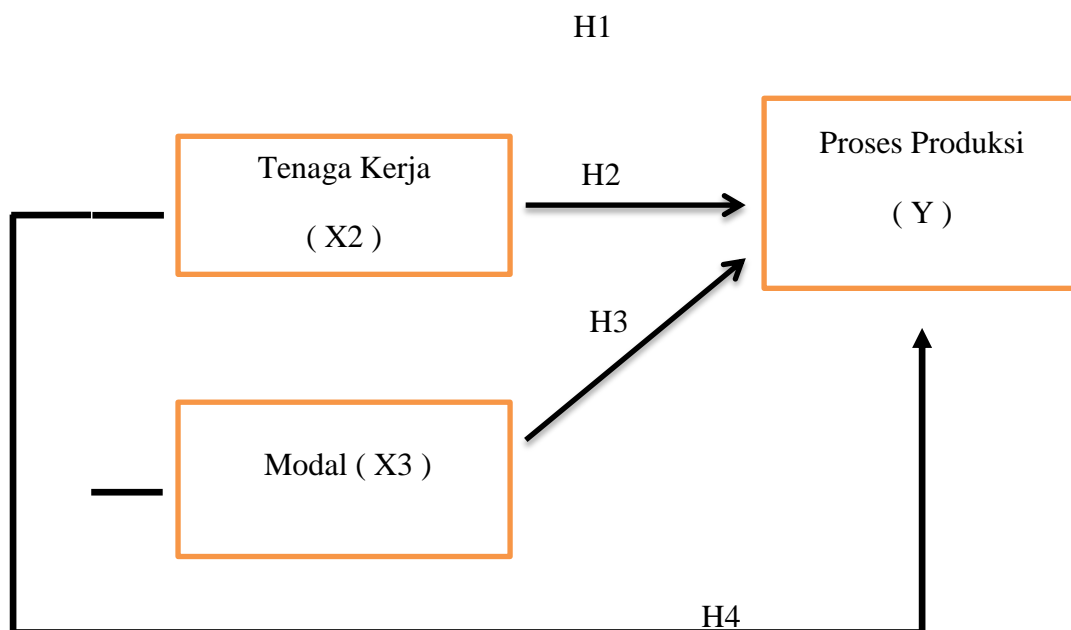 H1
Tenaga Kerja
( X2 )
H2
Proses Produksi
( Y )
H3
Modal ( X3 )
H4